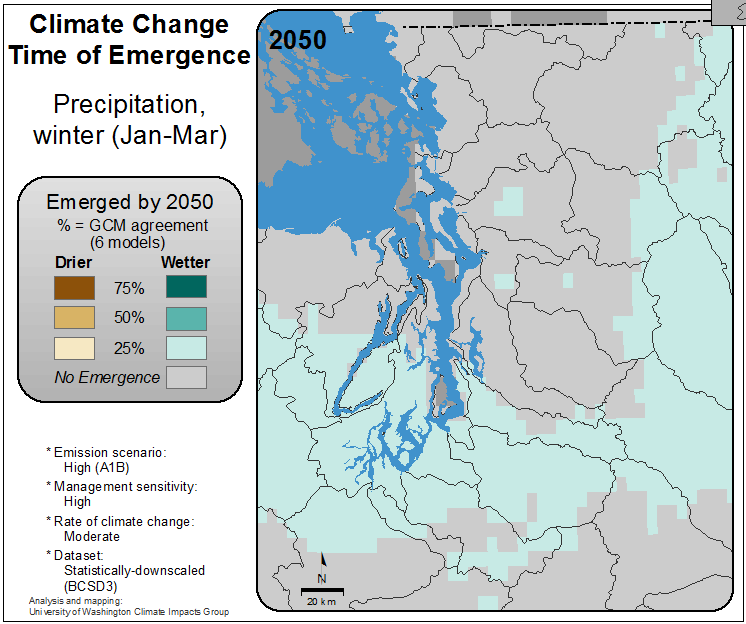 Climate Change
Time of Emergence
Precipitation,
winter (Jan-Mar)
Emerged by 2050
% = GCM agreement
(6 models)
Drier Wetter
75%
50%
25%
No Emergence
* Emission scenario:
High (A1B)
* Management sensitivity:
High
* Rate of climate change:
Moderate
* Dataset:
Statistically-downscaled
(BCSD3)
Analysis and mapping:
University of Washington Climate Impacts Group
2050
N
20 km